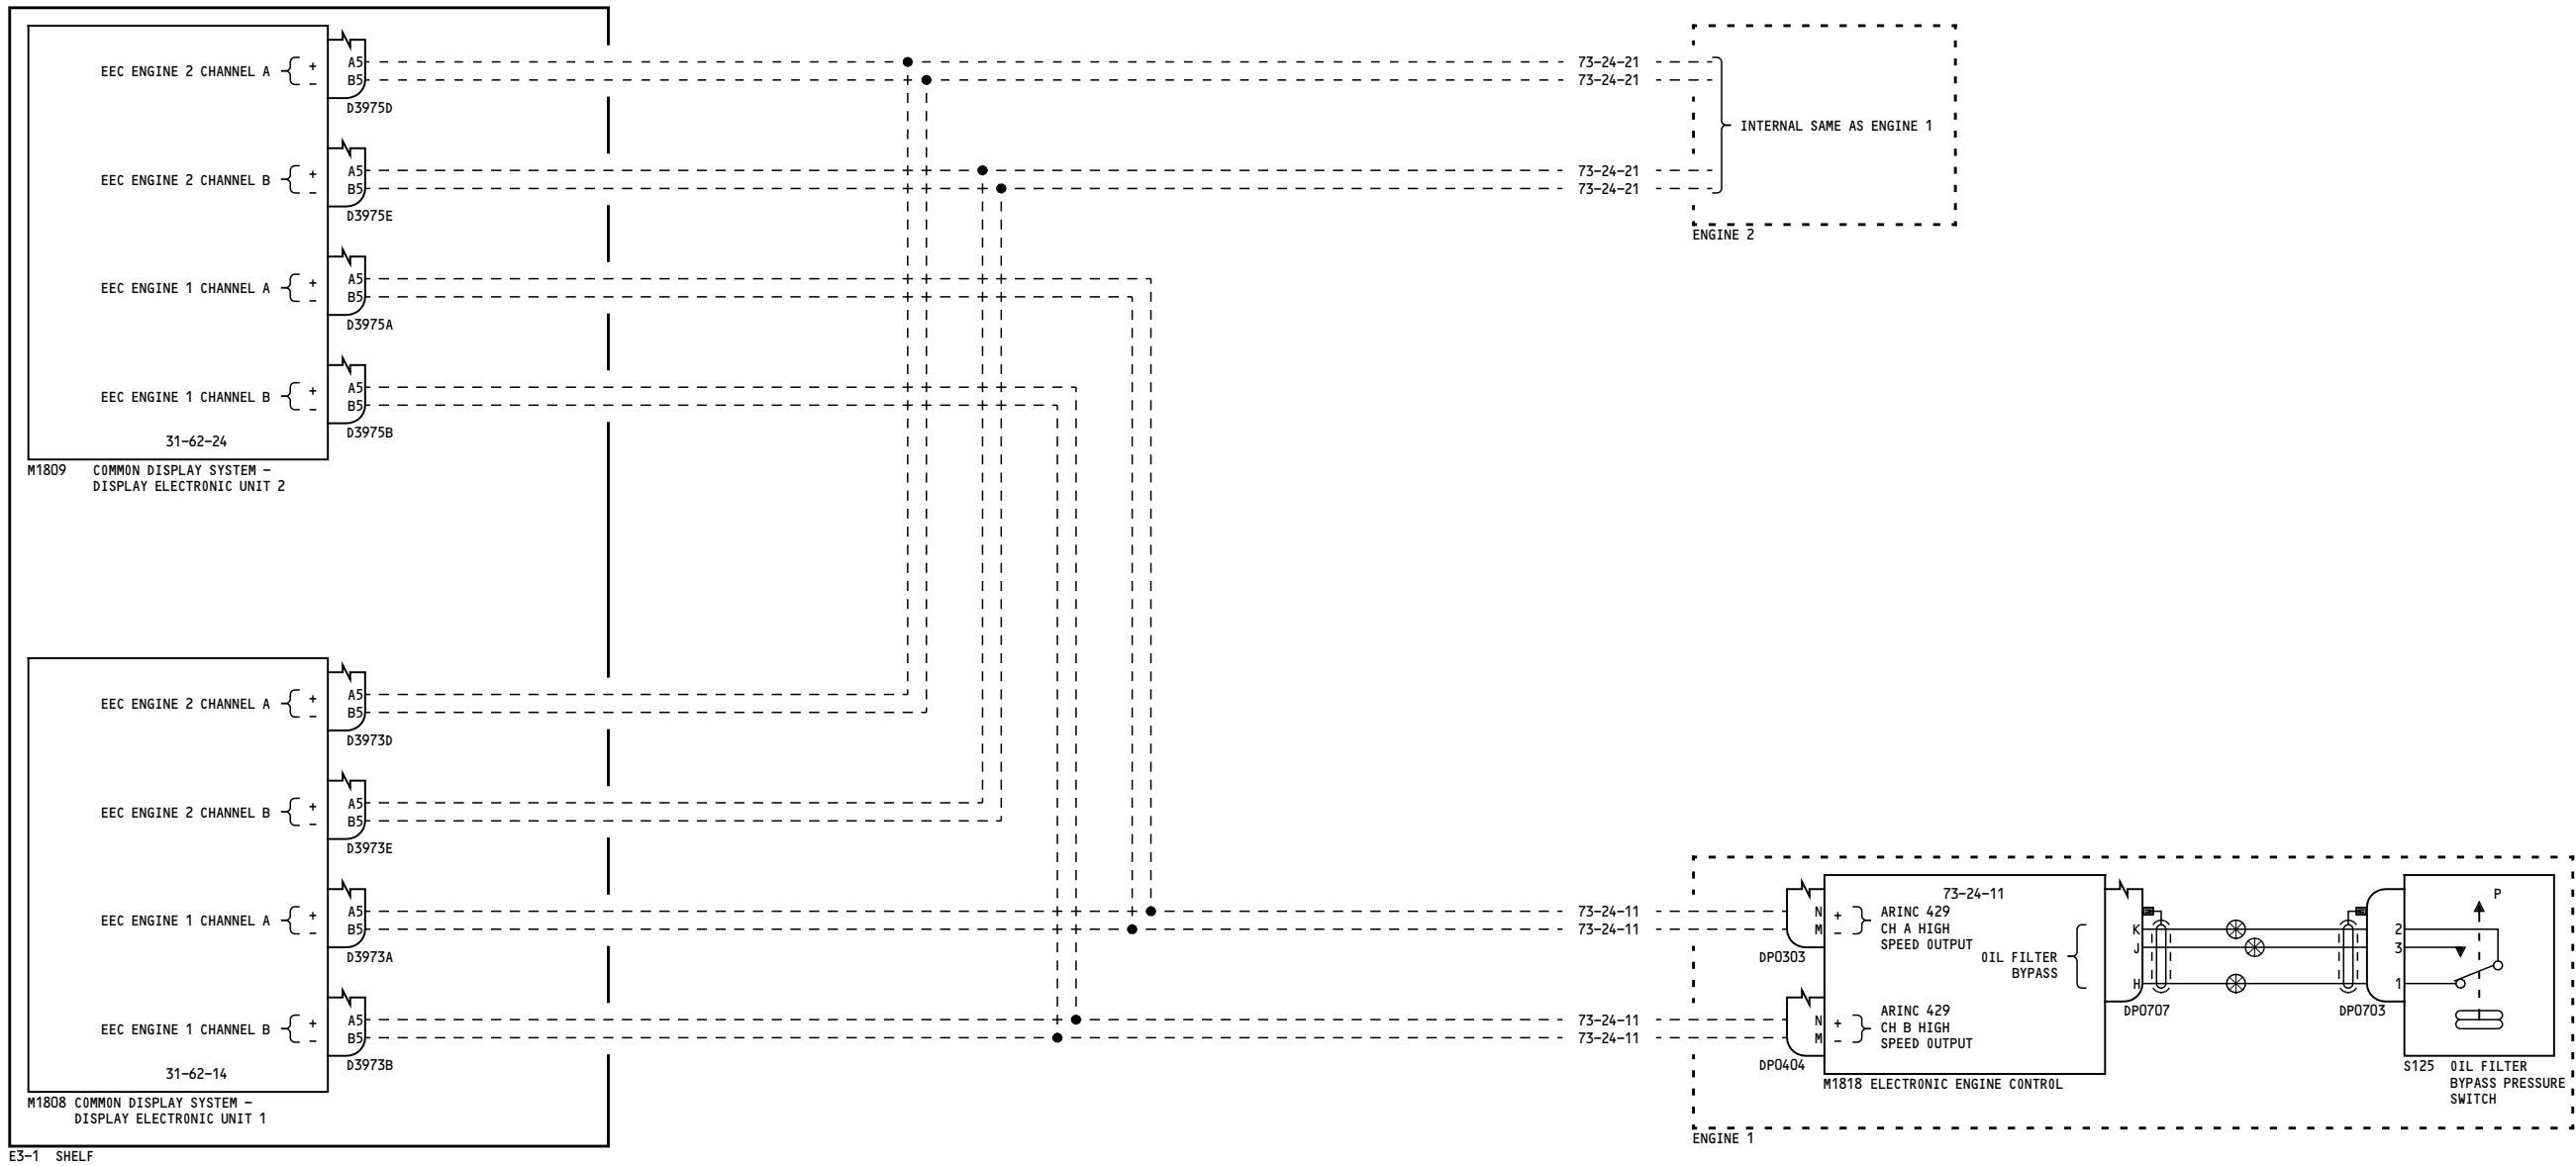 EEC ENGINE 2 CHANNEL A
+
-
A5
B5
D3975D
EEC ENGINE 2 CHANNEL B
+
-
A5
B5
D3975E
EEC ENGINE 1 CHANNEL A
+
-
A5
B5
D3975A
EEC ENGINE 1 CHANNEL B
+
-
A5
B5
D3975B
31-62-24
M1809 COMMON DISPLAY SYSTEM -
DISPLAY ELECTRONIC UNIT 2
73-24-21
73-24-21
73-24-21
73-24-21
INTERNAL SAME AS ENGINE 1
ENGINE 2
EEC ENGINE 2 CHANNEL A
+
-
A5
B5
D3973D
EEC ENGINE 2 CHANNEL B
+
-
A5
B5
D3973E
EEC ENGINE 1 CHANNEL A
+
-
A5
B5
D3973A
EEC ENGINE 1 CHANNEL B
+
-
A5
B5
D3973B
31-62-14
M1808 COMMON DISPLAY SYSTEM -
DISPLAY ELECTRONIC UNIT 1
E3-1 SHELF
73-24-11
73-24-11
73-24-11
73-24-11
N
M
+
-
DP0303
N
M
+
-
DP0404
73-24-11
ARINC 429
CH A HIGH
SPEED OUTPUT
OIL FILTER
BYPASS
ARINC 429
CH B HIGH
SPEED OUTPUT
M1818 ELECTRONIC ENGINE CONTROL
K
J
H
DP0707
2
3
1
DP0703
P
S125 OIL FILTER
BYPASS PRESSURE
SWITCH
ENGINE 1